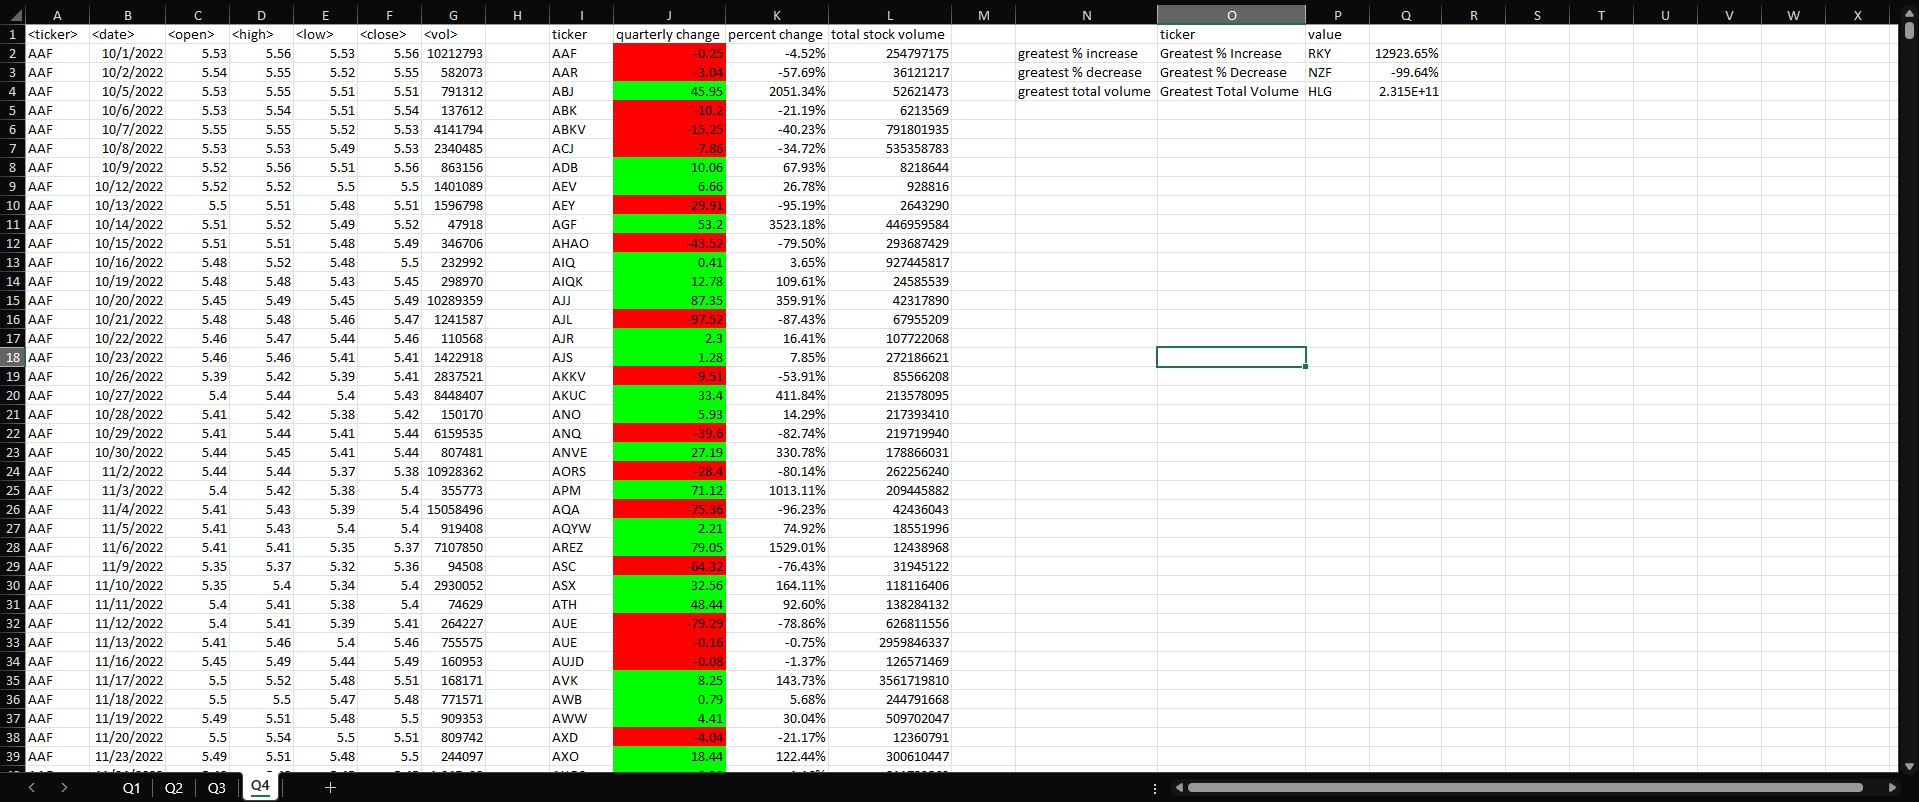 A B C D E F G H I J K L M N O P Q R S T U V W X
1 <ticker> <date> <open> <high> <low> <close> <vol> ticker quarterly change percent change total stock volume ticker value
2 AAF 10/1/2022 5.53 5.56 5.53 5.56 10212793 AAF -0.25 -4.52% 254797175 greatest % increase Greatest % Increase RKY 12923.65%
3 AAF 10/2/2022 5.54 5.55 5.52 5.55 582073 AAR -3.04 -57.69% 36121217 greatest % decrease Greatest % Decrease NZF -99.64%
4 AAF 10/5/2022 5.53 5.55 5.51 5.51 791312 ABJ 45.95 2051.34% 52621473 greatest total volume Greatest Total Volume HLG 2.315E+11
5 AAF 10/6/2022 5.53 5.54 5.51 5.54 137612 ABK -10.2 -21.19% 6213569
6 AAF 10/7/2022 5.55 5.55 5.52 5.53 4141794 ABKV -15.25 -40.23% 791801935
7 AAF 10/8/2022 5.53 5.53 5.49 5.53 2340485 ACJ -7.86 -34.72% 535358783
8 AAF 10/9/2022 5.52 5.56 5.51 5.56 863156 ADB 10.06 67.93% 8218644
9 AAF 10/12/2022 5.52 5.52 5.5 5.5 1401089 AEV 6.66 26.78% 928816
10 AAF 10/13/2022 5.5 5.51 5.48 5.51 1596798 AEY -29.91 -95.19% 2643290
11 AAF 10/14/2022 5.51 5.52 5.49 5.52 47918 AGF 53.2 3523.18% 446959584
12 AAF 10/15/2022 5.51 5.51 5.48 5.49 346706 AHAO -43.52 -79.50% 293687429
13 AAF 10/16/2022 5.48 5.52 5.48 5.5 232992 AIQ 0.41 3.65% 927445817
14 AAF 10/19/2022 5.48 5.48 5.43 5.45 298970 AIQK 12.78 109.61% 24585539
15 AAF 10/20/2022 5.45 5.49 5.45 5.49 10289359 AJJ 87.35 359.91% 42317890
16 AAF 10/21/2022 5.48 5.48 5.46 5.47 1241587 AJL -97.52 -87.43% 67955209
17 AAF 10/22/2022 5.46 5.47 5.44 5.46 110568 AJR 2.3 16.41% 107722068
18 AAF 10/23/2022 5.46 5.46 5.41 5.41 1422918 AJS 1.28 7.85% 272186621
19 AAF 10/26/2022 5.39 5.42 5.39 5.41 2837521 AKKV -9.51 -53.91% 85566208
20 AAF 10/27/2022 5.4 5.44 5.4 5.43 8448407 AKUC 33.4 411.84% 213578095
21 AAF 10/28/2022 5.41 5.42 5.38 5.42 150170 ANO 5.93 14.29% 217393410
22 AAF 10/29/2022 5.41 5.44 5.41 5.44 6159535 ANQ -39.6 -82.74% 219719940
23 AAF 10/30/2022 5.44 5.45 5.41 5.44 807481 ANVE 27.19 330.78% 178866031
24 AAF 11/2/2022 5.44 5.44 5.37 5.38 10928362 AORS -28.4 -80.14% 262256240
25 AAF 11/3/2022 5.4 5.42 5.38 5.4 355773 APM 71.12 1013.11% 209445882
26 AAF 11/4/2022 5.41 5.43 5.39 5.4 15058496 AQA -75.36 -96.23% 42436043
27 AAF 11/5/2022 5.41 5.43 5.4 5.4 919408 AQYW 2.21 74.92% 18551996
28 AAF 11/6/2022 5.41 5.41 5.35 5.37 7107850 AREZ 79.05 1529.01% 12438968
29 AAF 11/9/2022 5.35 5.37 5.32 5.36 94508 ASC -64.32 -76.43% 31945122
30 AAF 11/10/2022 5.35 5.4 5.34 5.4 2930052 ASX 32.56 164.11% 118116406
31 AAF 11/11/2022 5.4 5.41 5.38 5.4 74629 ATH 48.44 92.60% 138284132
32 AAF 11/12/2022 5.4 5.41 5.39 5.41 264227 AUE -79.29 -78.86% 626811556
33 AAF 11/13/2022 5.41 5.46 5.4 5.46 755575 AUE -0.16 -0.75% 2959846337
34 AAF 11/16/2022 5.45 5.49 5.44 5.49 160953 AUJD -0.08 -1.37% 126571469
35 AAF 11/17/2022 5.5 5.52 5.48 5.51 168171 AVK 8.25 143.73% 3561719810
36 AAF 11/18/2022 5.5 5.5 5.47 5.48 771571 AWB 0.79 5.68% 244791668
37 AAF 11/19/2022 5.49 5.51 5.48 5.5 909353 AWW 4.41 30.04% 509702047
38 AAF 11/20/2022 5.5 5.54 5.5 5.51 809742 AXD -4.04 -21.17% 12360791
39 AAF 11/23/2022 5.49 5.51 5.48 5.5 244097 AXO 18.44 122.44% 300610447
Q1 Q2 Q3 Q4 +